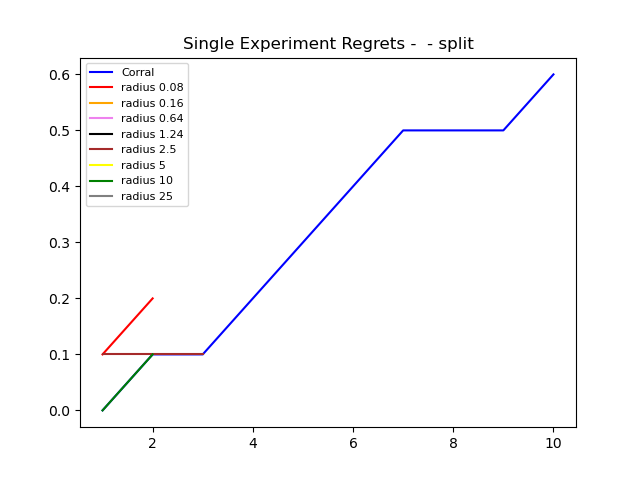 Single Experiment Regrets -  - split
Corral
radius 0.08
radius 0.16
radius 0.64
radius 1.24
radius 2.5
radius 5
radius 10
radius 25
0.6
0.5
0.4
0.3
0.2
0.1
0.0
2 4 6 8 10